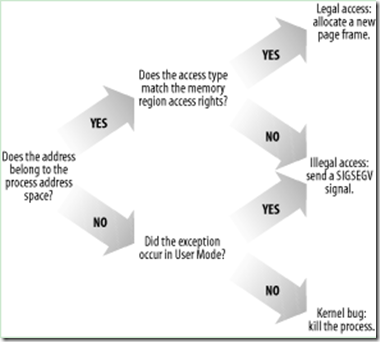 Legal access:
allocate a new
page frame.
YES
Does the access type
match the memory
region access rights?
YES
NO
Does the address
belong to the
process address
space?
Illegal access:
send a SIGSEGV
signal.
YES
NO
Did the exception
occur in User Mode?
NO
Kernel bug:
kill the process.